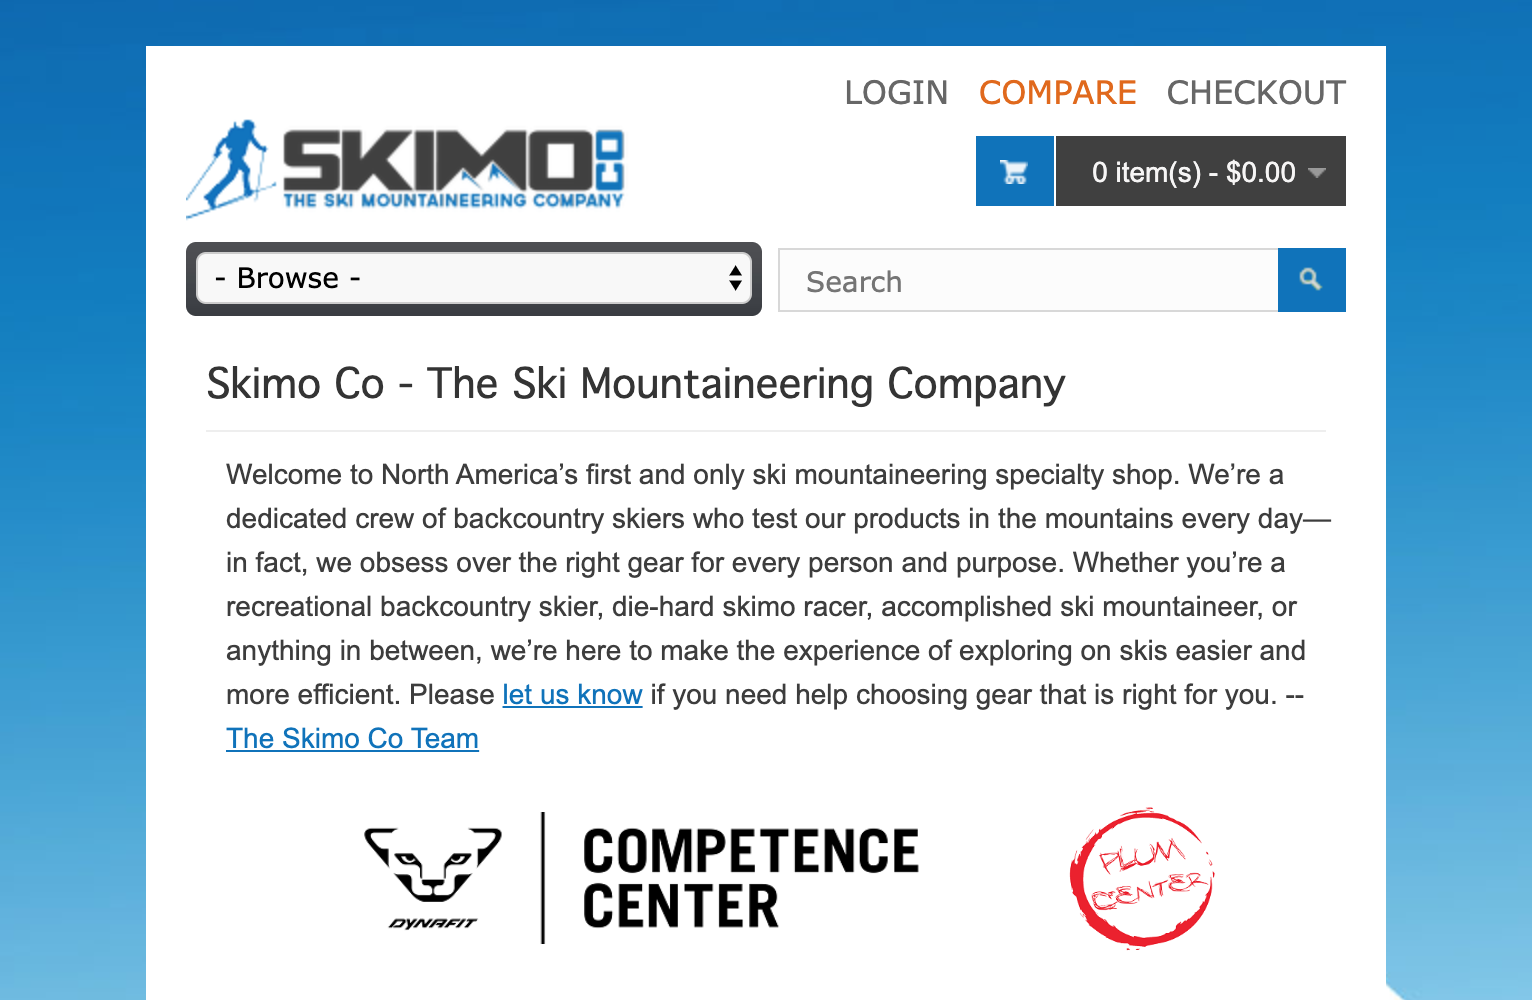 LOGIN COMPARE CHECKOUT
SKIMO CO
THE SKI MOUNTAINEERING COMPANY
0 item(s) - $0.00
- Browse -
Search
Skimo Co - The Ski Mountaineering Company
Welcome to North America’s first and only ski mountaineering specialty shop. We’re a
dedicated crew of backcountry skiers who test our products in the mountains every day—
in fact, we obsess over the right gear for every person and purpose. Whether you’re a
recreational backcountry skier, die-hard skimo racer, accomplished ski mountaineer, or
anything in between, we’re here to make the experience of exploring on skis easier and
more efficient. Please let us know if you need help choosing gear that is right for you. --
The Skimo Co Team
DYNAFIT
COMPETENCE
CENTER
PLUM
CENTER